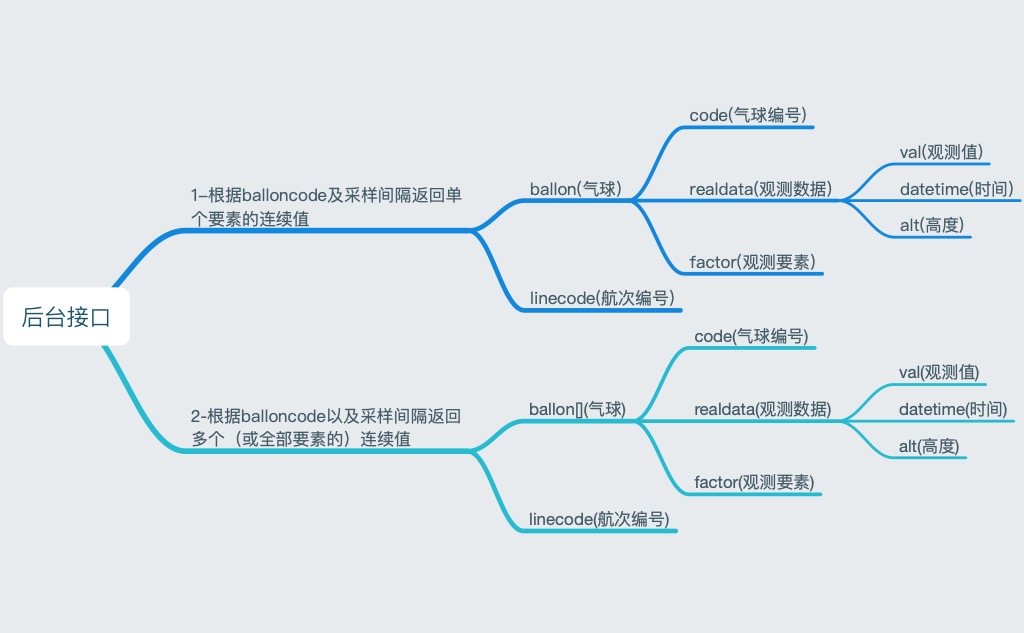 后台接口
1–根据balloncode及采样间隔返回单
个要素的连续值
ballon(气球)
code(气球编号)
realdata(观测数据)
val(观测值)
datetime(时间)
alt(高度)
factor(观测要素)
linecode(航次编号)
2-根据balloncode以及采样间隔返回
多个（或全部要素的）连续值
ballon[](气球)
code(气球编号)
realdata(观测数据)
val(观测值)
datetime(时间)
alt(高度)
factor(观测要素)
linecode(航次编号)